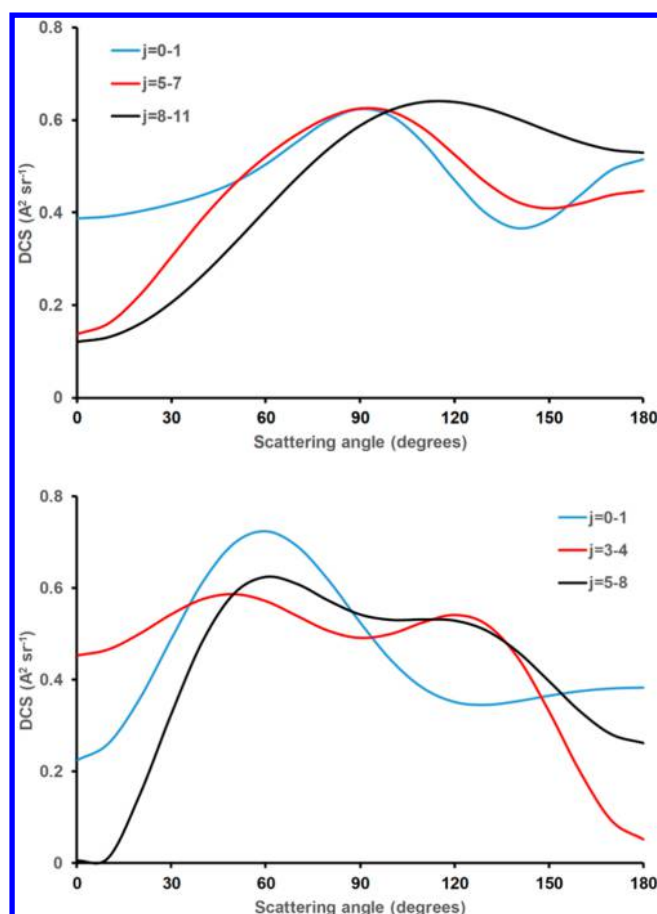 0.8
j=0-1
j=5-7
j=8-11
0.6
0.4
0.2
0
DCS (A² sr⁻¹)
0 30 60 90 120 150 180
Scattering angle (degrees)
0.8
j=0-1
j=3-4
j=5-8
0.6
0.4
0.2
0
DCS (A² sr⁻¹)
0 30 60 90 120 150 180
Scattering angle (degrees)